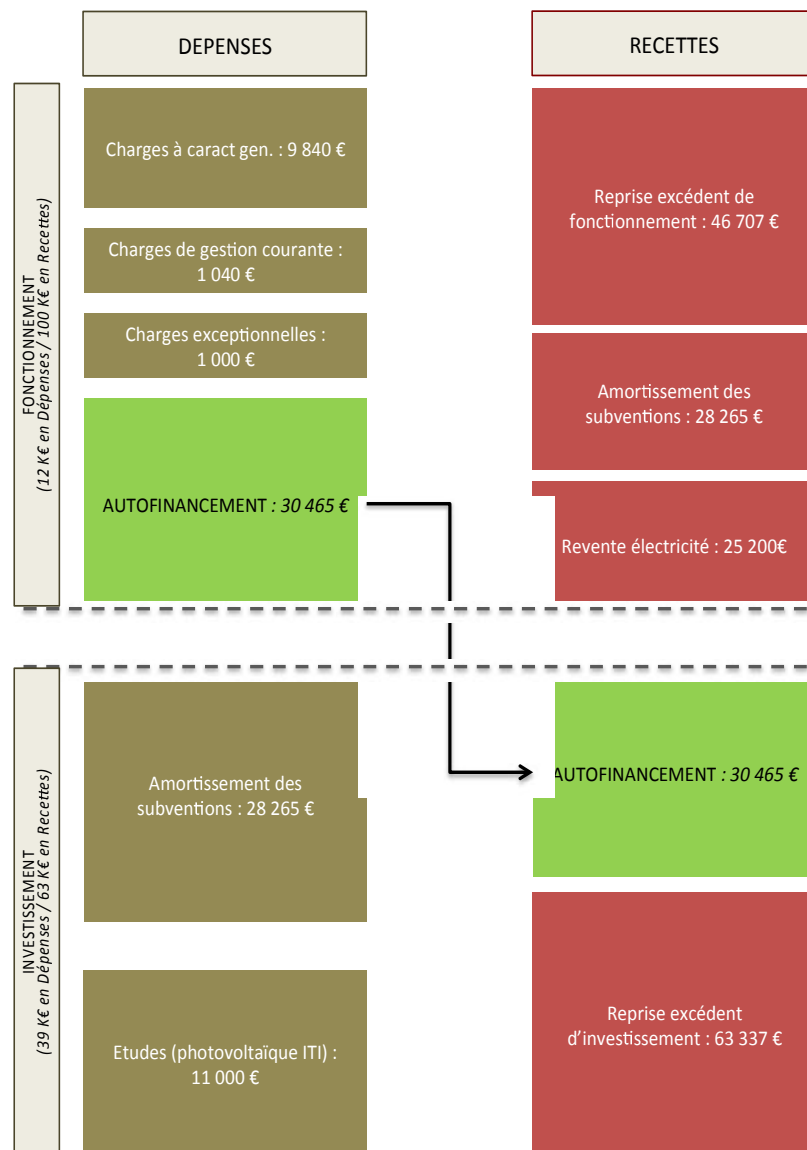 DEPENSES
RECETTES
FONCTIONNEMENT
(12 K€ en Dépenses / 100 K€ en Recettes)
Charges à caract gen. : 9 840 €
Charges de gestion courante :
1 040 €
Charges exceptionnelles :
1 000 €
AUTOFINANCEMENT : 30 465 €
Reprise excédent de
fonctionnement : 46 707 €
Amortissement des
subventions : 28 265 €
Revente électricité : 25 200€
INVESTISSEMENT
(39 K€ en Dépenses / 63 K€ en Recettes)
Amortissement des
subventions : 28 265 €
Etudes (photovoltaïque ITI) :
11 000 €
AUTOFINANCEMENT : 30 465 €
Reprise excédent
d'investissement : 63 337 €